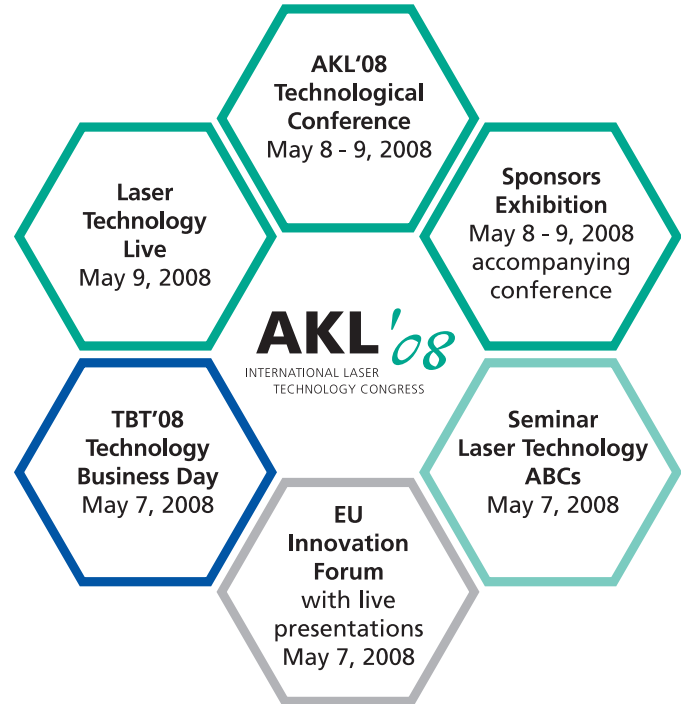 AKL‘08
Technological
Conference
May 8 - 9, 2008
Laser
Technology
Live
May 9, 2008
Sponsors
Exhibition
May 8 - 9, 2008
accompanying
conference
AKL'08
INTERNATIONAL LASER
TECHNOLOGY CONGRESS
TBT’08
Technology
Business Day
May 7, 2008
Seminar
Laser Technology
ABCs
May 7, 2008
EU
Innovation
Forum
with live
presentations
May 7, 2008